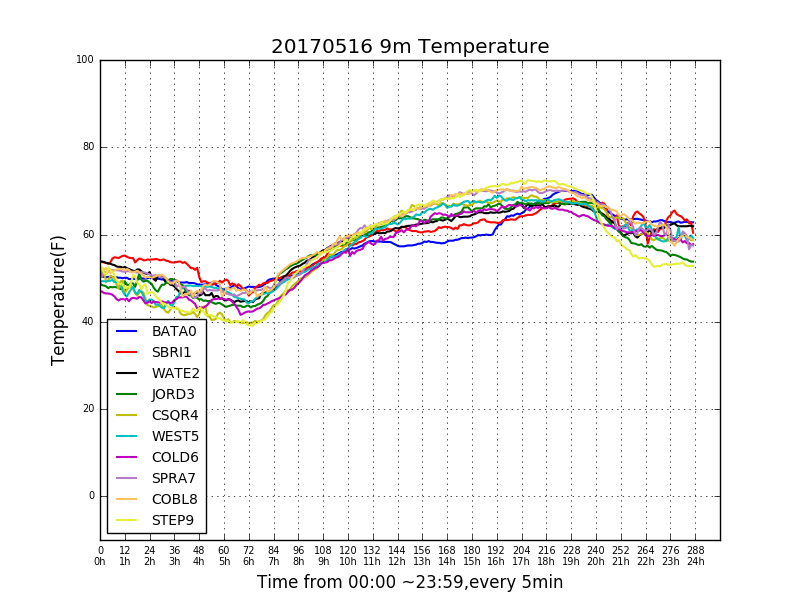 20170516 9m Temperature
100
80
60
40
20
0
Temperature(F)
BATA0
SBRI1
WATE2
JORD3
CSQR4
WEST5
COLD6
SPRA7
COBL8
STEP9
0 12 24 36 48 60 72 84 96 108 120 132 144 156 168 180 192 204 216 228 240 252 264 276 288
0h 1h 2h 3h 4h 5h 6h 7h 8h 9h 10h 11h 12h 13h 14h 15h 16h 17h 18h 19h 20h 21h 22h 23h 24h
Time from 00:00 ~23:59,every 5min